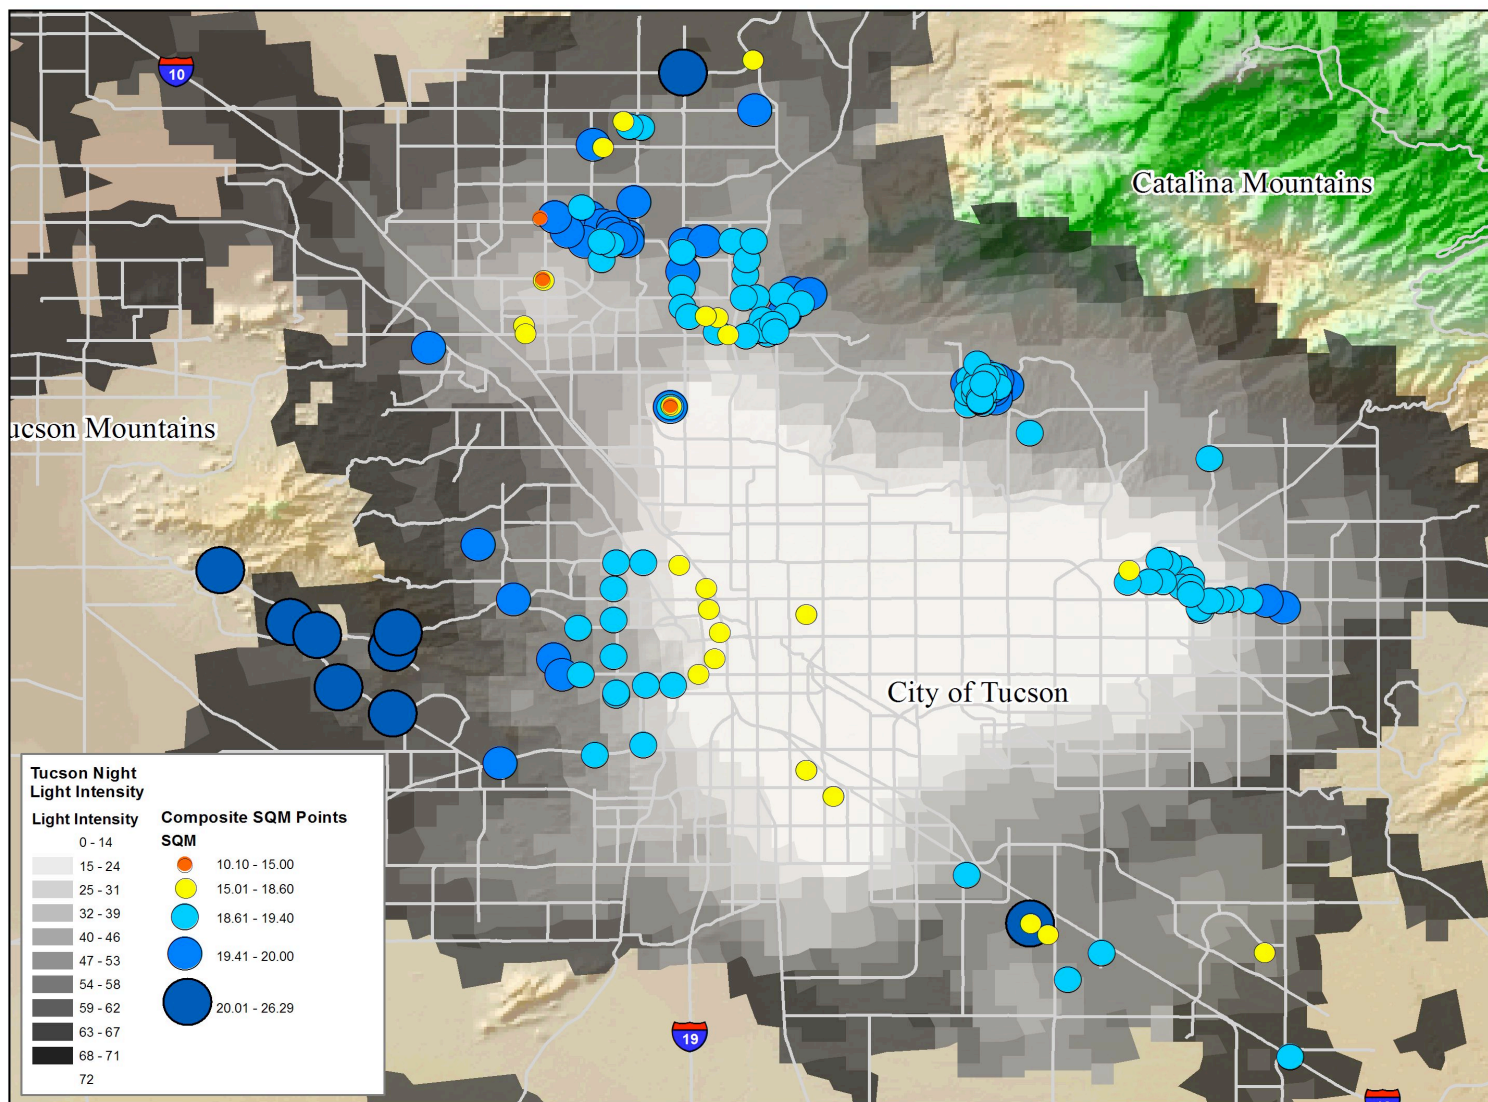 10
Catalina Mountains
ucson Mountains
City of Tucson
Tucson Night
Light Intensity
Light Intensity
0 - 14
15 - 24
25 - 31
32 - 39
40 - 46
47 - 53
54 - 58
59 - 62
63 - 67
68 - 71
72
Composite SQM Points
SQM
10.10 - 15.00
15.01 - 18.60
18.61 - 19.40
19.41 - 20.00
20.01 - 26.29
19